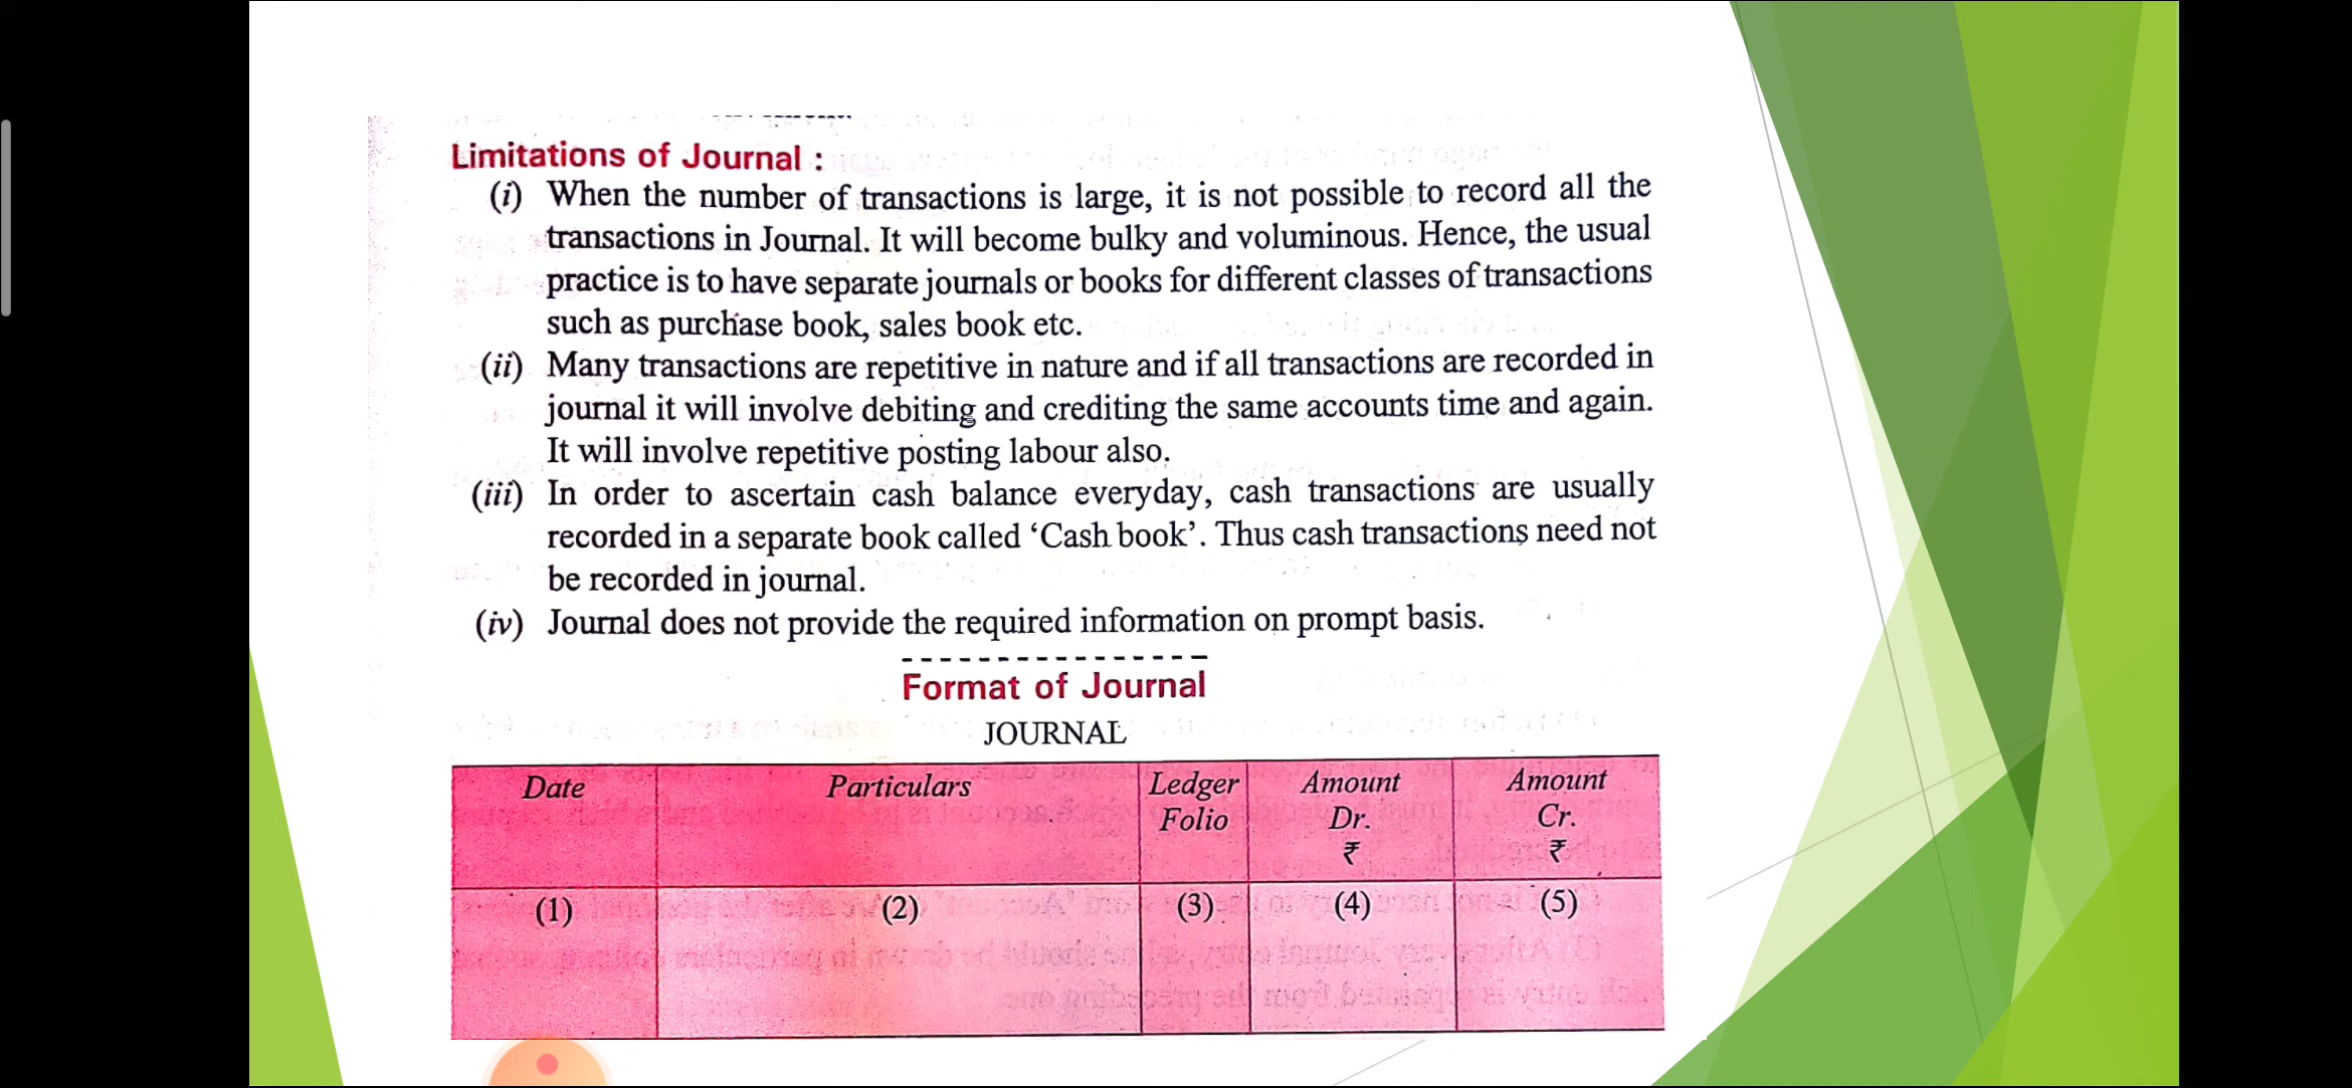 Limitations of Journal :
(i) When the number of transactions is large, it is not possible to record all the
transactions in Journal. It will become bulky and voluminous. Hence, the usual
practice is to have separate journals or books for different classes of transactions
such as purchase book, sales book etc.
(ii) Many transactions are repetitive in nature and if all transactions are recorded in
journal it will involve debiting and crediting the same accounts time and again.
It will involve repetitive posting labour also.
(iii) In order to ascertain cash balance everyday, cash transactions are usually
recorded in a separate book called ‘Cash book’. Thus cash transactions need not
be recorded in journal.
(iv) Journal does not provide the required information on prompt basis.
Format of Journal
JOURNAL
Date Particulars Ledger Amount Amount
Folio Dr. Cr.
₹ ₹
(1) (2) (3) (4) (5)